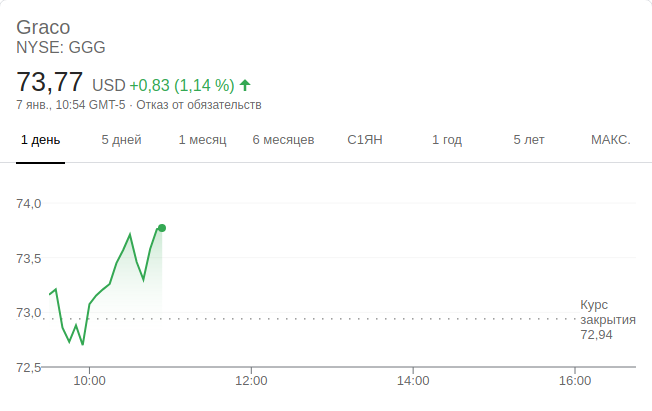 Graco
NYSE: GGG
73,77 USD +0,83 (1,14 %)
7 янв., 10:54 GMT-5 · Отказ от обязательств
1 день 5 дней 1 месяц 6 месяцев С1ЯН 1 год 5 лет МАКС.
74,0
73,5
73,0
72,5
Курс
закрытия
72,94
10:00 12:00 14:00 16:00